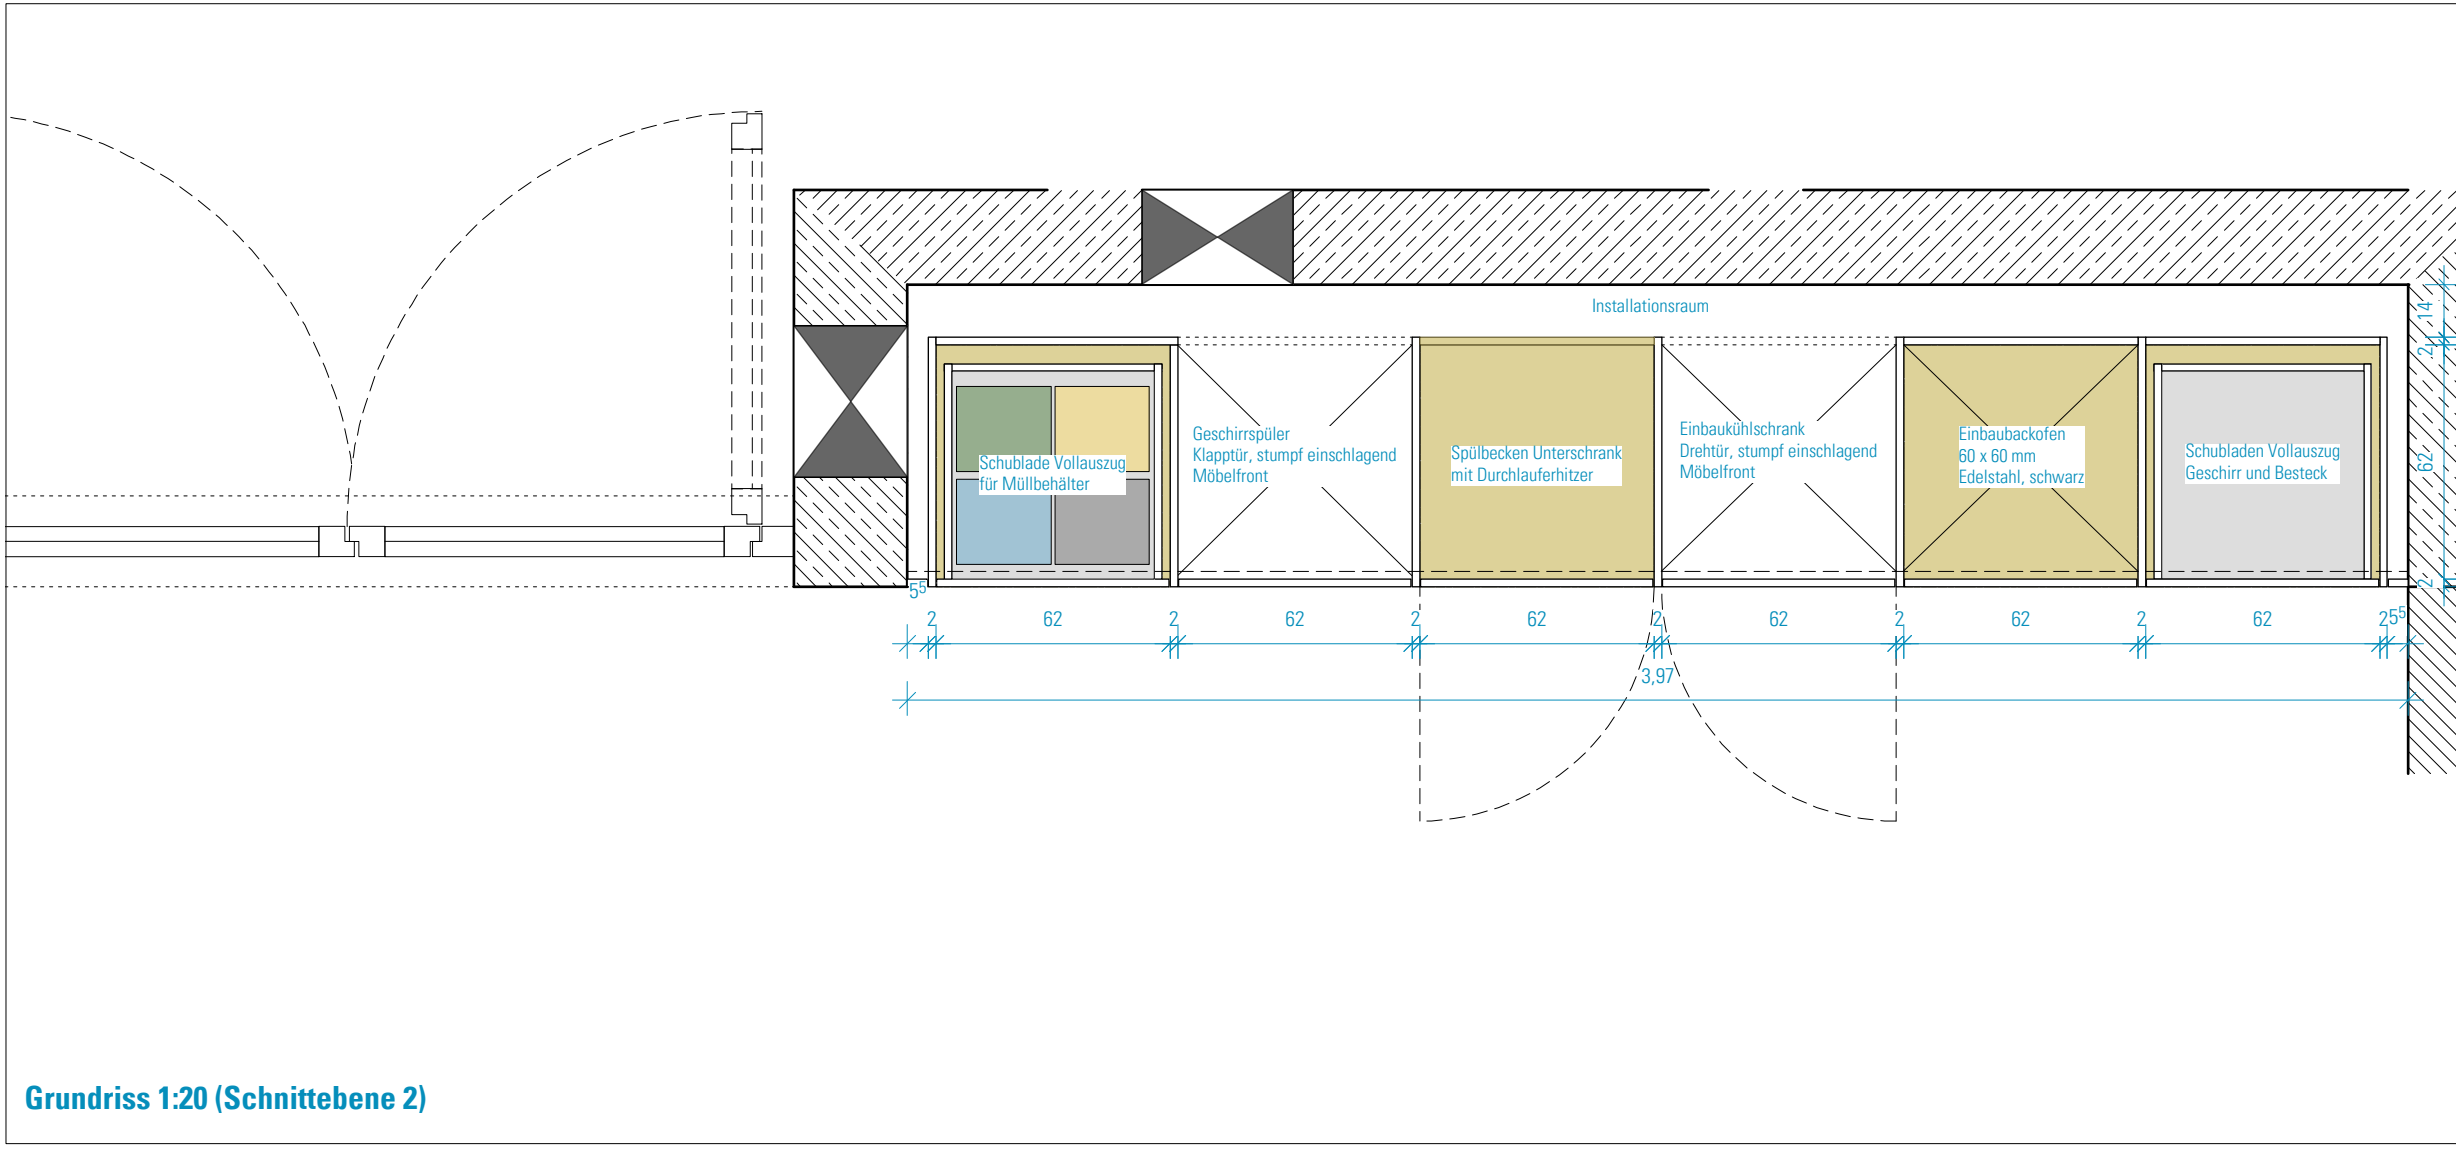 Installationsraum
14
2
62
2
Schublade Vollauszug
für Müllbehälter
Geschirrspüler
Klapptür, stumpf einschlagend
Möbelfront
Spülbecken Unterschrank
mit Durchlauferhitzer
Einbaukühlschrank
Drehtür, stumpf einschlagend
Möbelfront
Einbaubackofen
60 x 60 mm
Edelstahl, schwarz
Schubladen Vollauszug
Geschirr und Besteck
5⁵
2 62 2 62 2 62 2 62 2 62 2 62 2 5⁵
3,97
Grundriss 1:20 (Schnittebene 2)